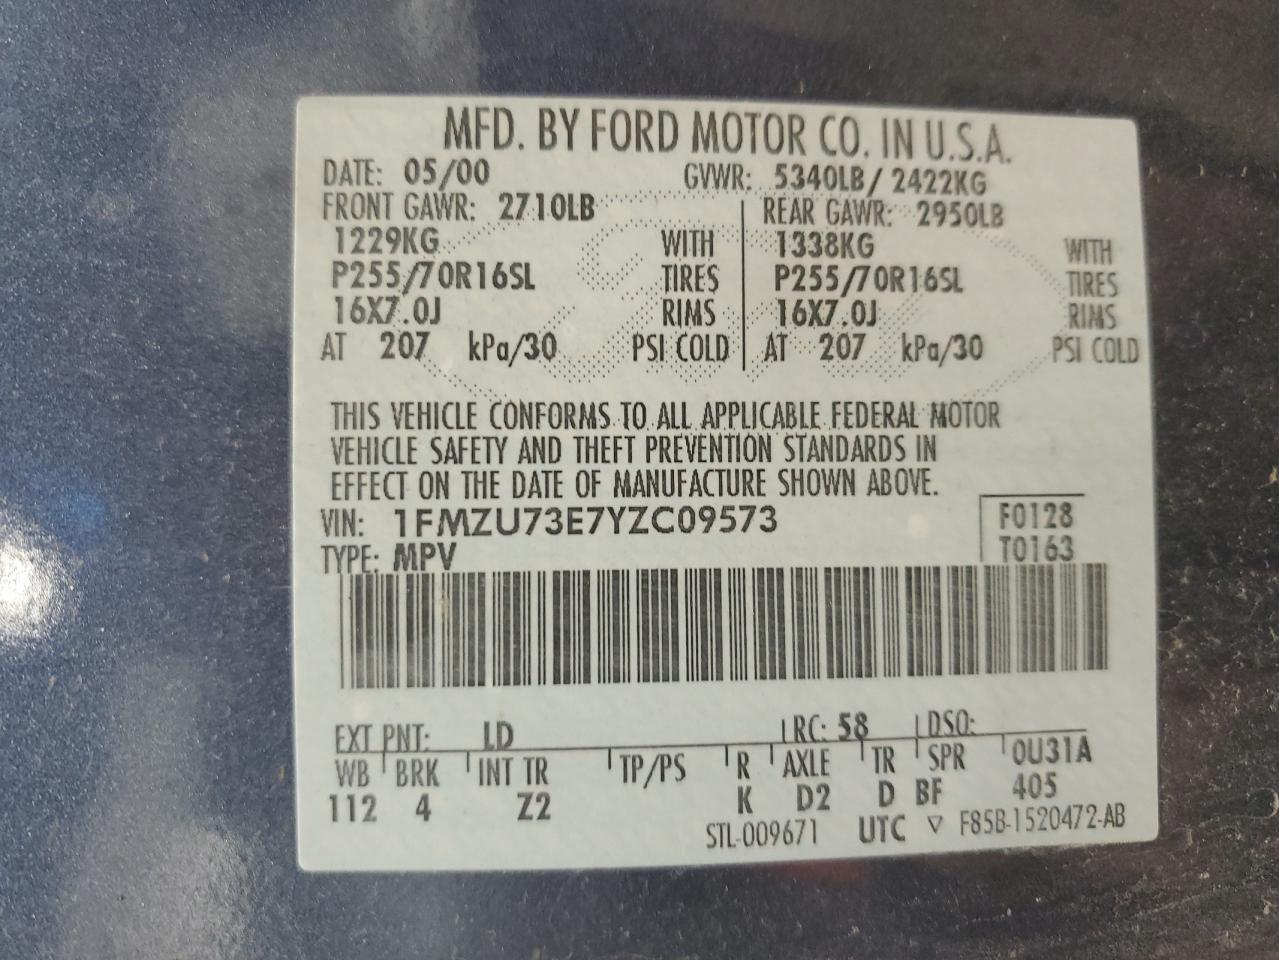 MFD. BY FORD MOTOR CO. IN U.S.A.
DATE: 05/00 GVWR: 5340LB/ 2422KG
FRONT GAWR: 2710LB REAR GAWR: 2950LB
1229KG WITH 1338KG WITH
P255/70R16SL TIRES P255/70R16SL TIRES
16X7.0J RIMS 16X7.0J RIMS
AT 207 kPa/30 PSI COLD AT 207 kPa/30 PSI COLD
THIS VEHICLE CONFORMS TO ALL APPLICABLE FEDERAL MOTOR
VEHICLE SAFETY AND THEFT PREVENTION STANDARDS IN
EFFECT ON THE DATE OF MANUFACTURE SHOWN ABOVE.
VIN: 1FMZU73E7YZC09573 F0128
TYPE: MPV T0163
EXT PNT: LD RC: 58 DSO:
WB BRK INT TR TP/PS R AXLE TR SPR 0U31A
112 4 Z2 K D2 D BF 405
STL-009671 UTC ▽ F85B-1520472-AB